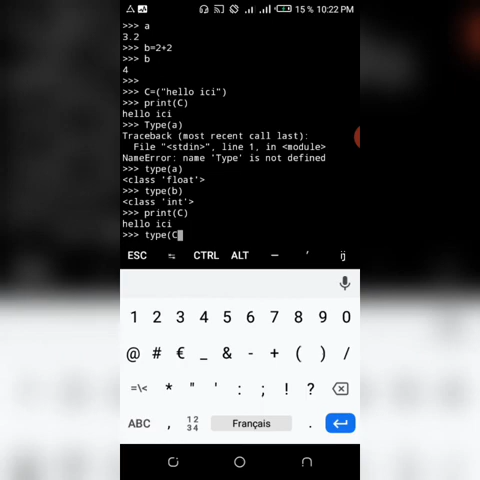 15 % 10:22 PM
>>> a
3.2
>>> b=2+2
>>> b
4
>>>
>>> C=("hello ici")
>>> print(C)
hello ici
>>> Type(a)
Traceback (most recent call last):
  File "<stdin>", line 1, in <module>
NameError: name 'Type' is not defined
>>> type(a)
<class 'float'>
>>> type(b)
<class 'int'>
>>> print(C)
hello ici
>>> type(C
ESC ⇆ CTRL ALT — ′
1 2 3 4 5 6 7 8 9 0
@ # € _ & - + ( ) /
=\< * " ' : ; ! ?
ABC , 12 34 Français .